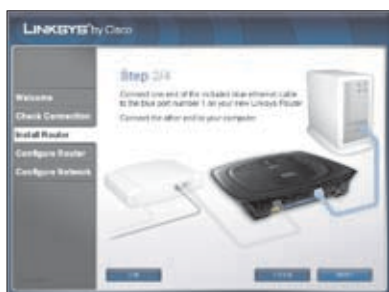 LINKSYS by Cisco
Step 2/4
Connect one end of the included blue ethernet cable
to the blue port number 1 on your new Linksys Router
Connect the other end to your computer
Welcome
Check Connection
Install Router
Configure Router
Configure Network